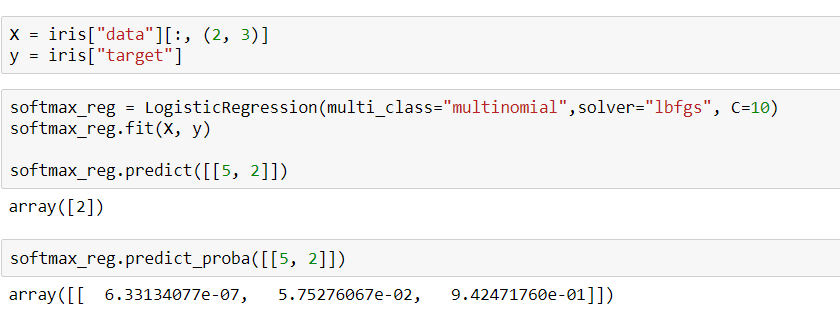 X = iris["data"][:, (2, 3)]
y = iris["target"]
softmax_reg = LogisticRegression(multi_class="multinomial",solver="lbfgs", C=10)
softmax_reg.fit(X, y)
softmax_reg.predict([[5, 2]])
array([2])
softmax_reg.predict_proba([[5, 2]])
array([[  6.33134077e-07,   5.75276067e-02,   9.42471760e-01]])